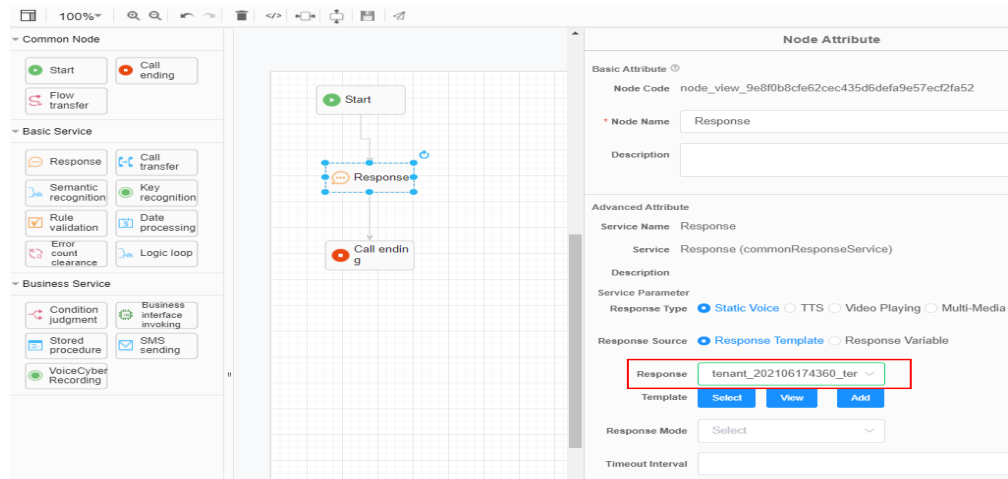 100%
Common Node
Start
Call
ending
Flow
transfer
Basic Service
Response
Call
transfer
Semantic
recognition
Key
recognition
Rule
validation
Date
processing
Error
count
clearance
Logic loop
Business Service
Condition
judgment
Business
interface
invoking
Stored
procedure
SMS
sending
VoiceCyber
Recording
Start
Response
Call endin
g
Node Attribute
Basic Attribute
Node Code node_view_9e8f0b8cfe62cec435d6defa9e57ecf2fa52
* Node Name Response
Description
Advanced Attribute
Service Name Response
Service Response (commonResponseService)
Description
Service Parameter
Response Type Static Voice TTS Video Playing Multi-Media
Response Source Response Template Response Variable
Response tenant_202106174360_ter
Template Select View Add
Response Mode Select
Timeout Interval